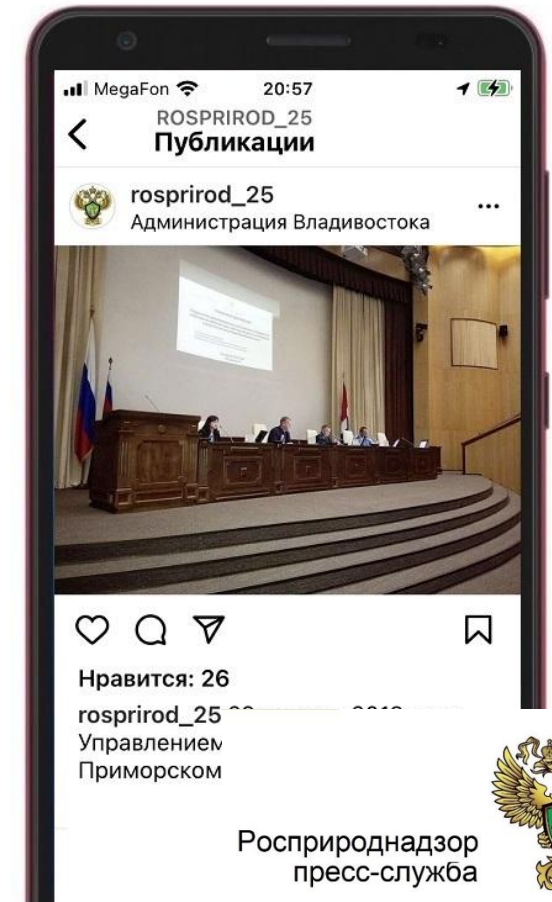 MegaFon
20:57
ROSPRIROD_25
Публикации
rosprirod_25
Администрация Владивостока
Нравится: 26
rosprirod_25
Управлением
Приморском
Росприроднадзор
пресс-служба